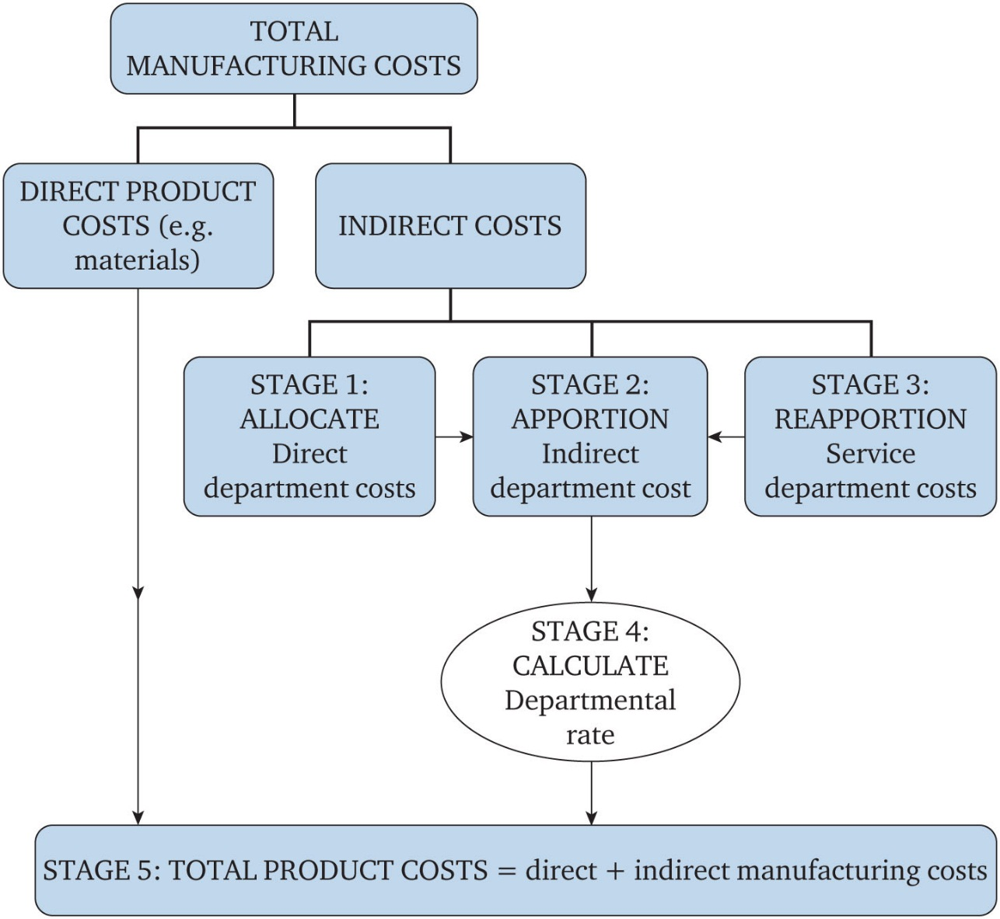 TOTAL
MANUFACTURING COSTS
DIRECT PRODUCT
COSTS (e.g.
materials)
INDIRECT COSTS
STAGE 1:
ALLOCATE
Direct
department costs
STAGE 2:
APPORTION
Indirect
department cost
STAGE 3:
REAPPORTION
Service
department costs
STAGE 4:
CALCULATE
Departmental
rate
STAGE 5: TOTAL PRODUCT COSTS = direct + indirect manufacturing costs